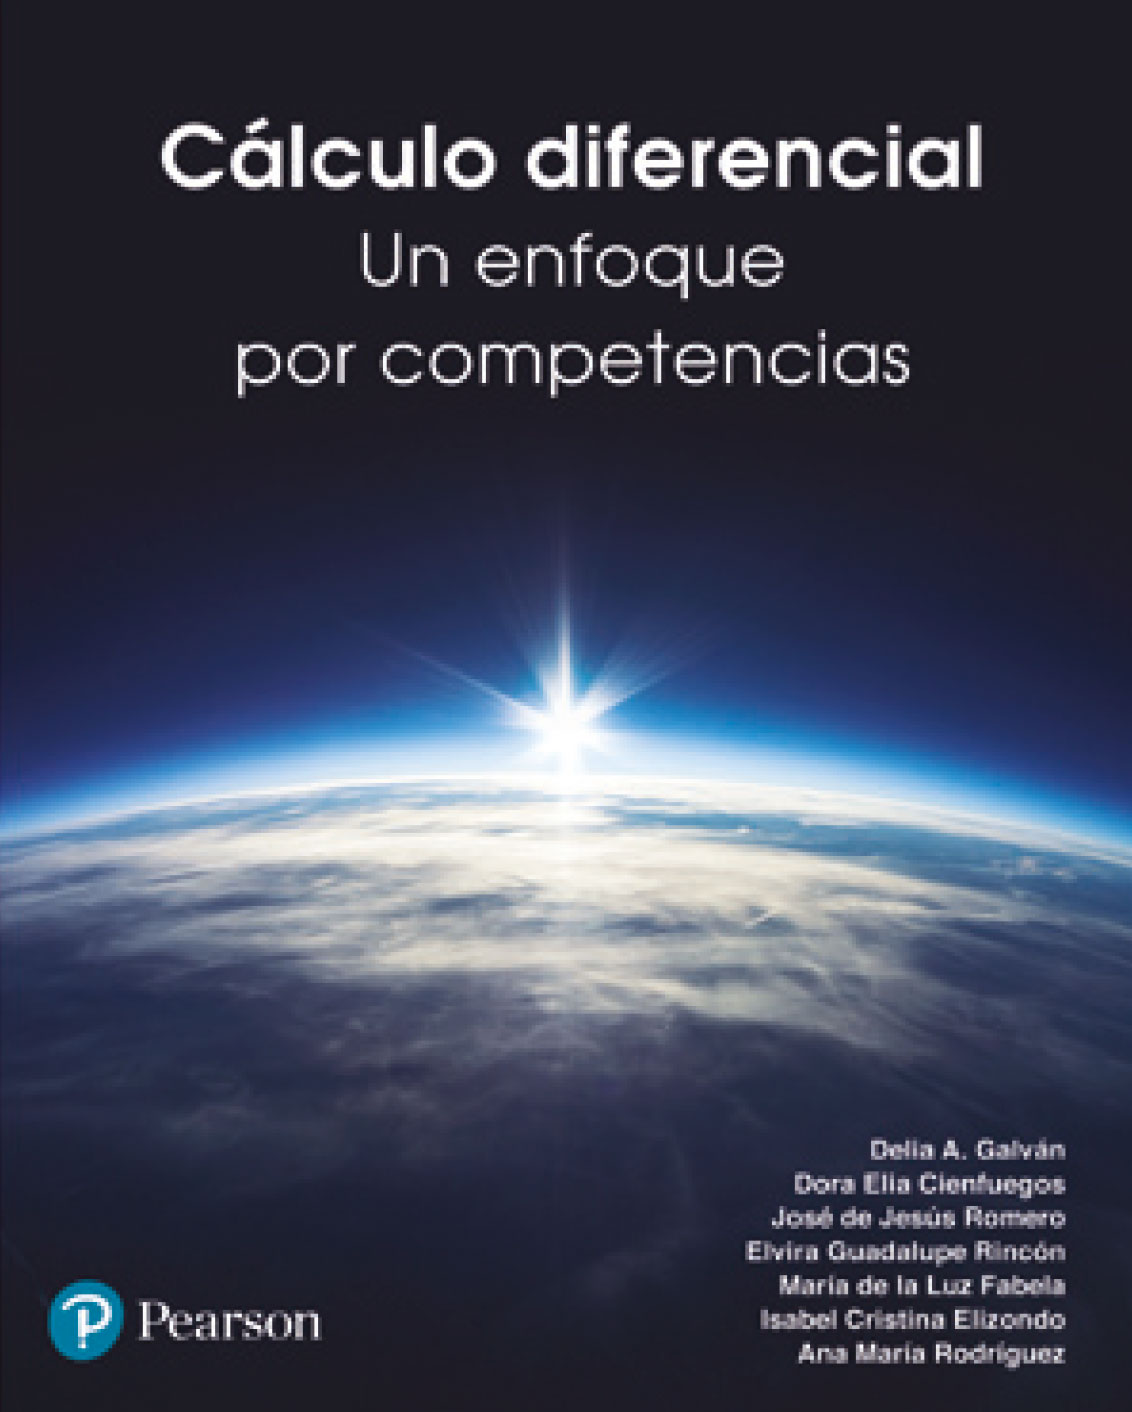 Cálculo diferencial
Un enfoque
por competencias
Delia A. Galván
Dora Elia Cienfuegos
José de Jesús Romero
Elvira Guadalupe Rincón
María de la Luz Fabela
Isabel Cristina Elizondo
Ana María Rodríguez
Pearson